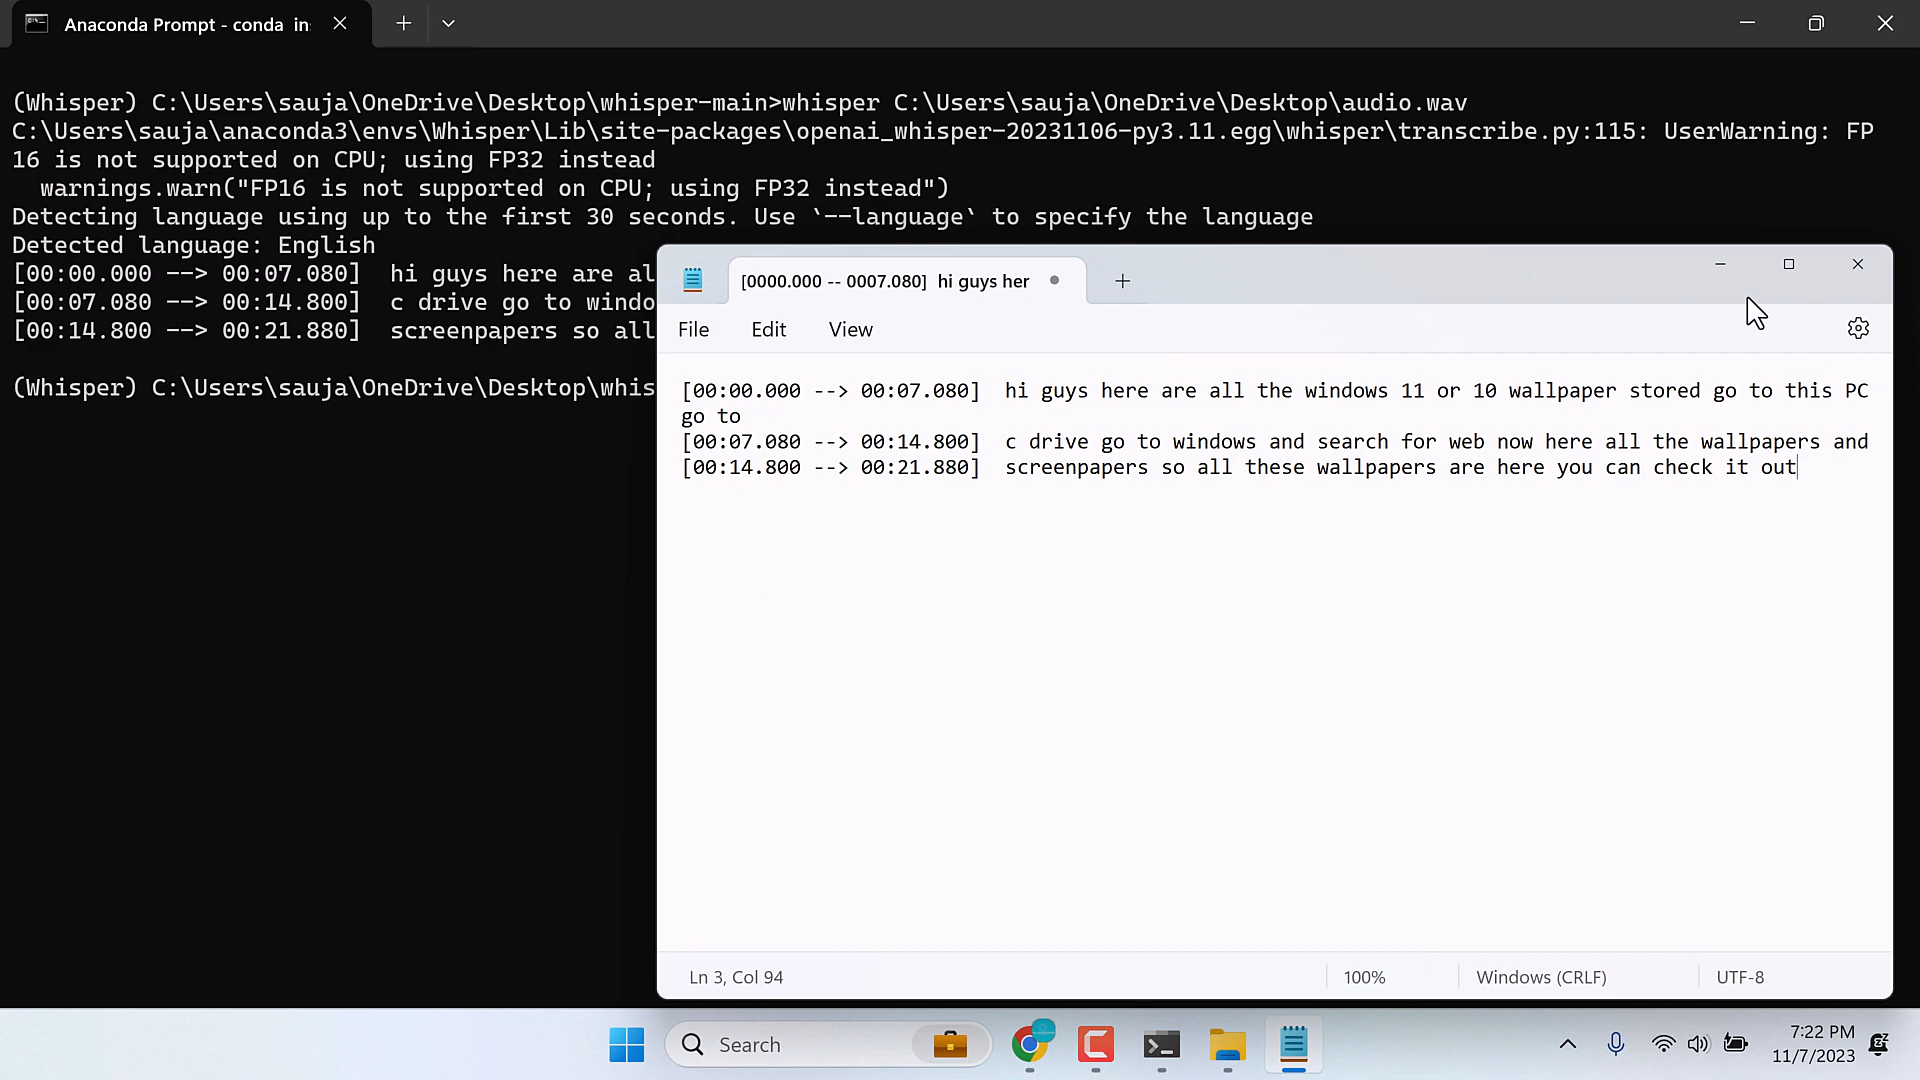 Anaconda Prompt - conda in
(Whisper) C:\Users\sauja\OneDrive\Desktop\whisper-main>whisper C:\Users\sauja\OneDrive\Desktop\audio.wav
C:\Users\sauja\anaconda3\envs\Whisper\Lib\site-packages\openai_whisper-20231106-py3.11.egg\whisper\transcribe.py:115: UserWarning: FP
16 is not supported on CPU; using FP32 instead
warnings.warn("FP16 is not supported on CPU; using FP32 instead")
Detecting language using up to the first 30 seconds. Use `--language` to specify the language
Detected language: English
[00:00.000 --> 00:07.080] hi guys here are al
[00:07.080 --> 00:14.800] c drive go to windo
[00:14.800 --> 00:21.880] screenpapers so all
(Whisper) C:\Users\sauja\OneDrive\Desktop\whis
[0000.000 -- 0007.080] hi guys her
File Edit View
[00:00.000 --> 00:07.080] hi guys here are all the windows 11 or 10 wallpaper stored go to this PC
go to
[00:07.080 --> 00:14.800] c drive go to windows and search for web now here all the wallpapers and
[00:14.800 --> 00:21.880] screenpapers so all these wallpapers are here you can check it out
Ln 3, Col 94 100% Windows (CRLF) UTF-8
Search
7:22 PM
11/7/2023